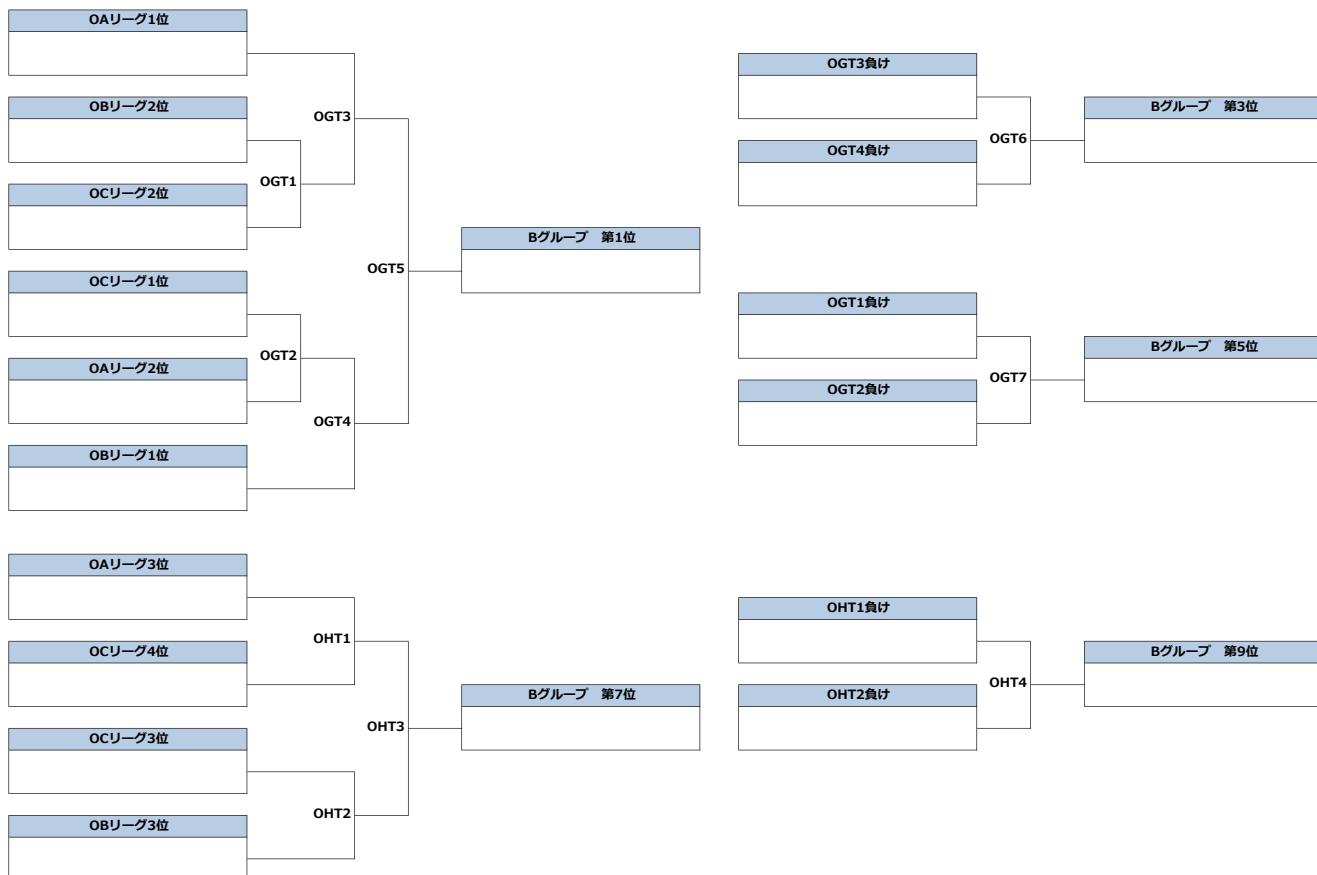 OAリーグ1位
OBリーグ2位
OGT3
OGT1
OCリーグ2位
OCリーグ1位
OGT2
OAリーグ2位
OGT4
OBリーグ1位
OGT5
Bグループ　第1位
OGT3負け
OGT4負け
OGT6
Bグループ　第3位
OGT1負け
OGT2負け
OGT7
Bグループ　第5位
OAリーグ3位
OHT1
OCリーグ4位
OCリーグ3位
OHT2
OBリーグ3位
OHT3
Bグループ　第7位
OHT1負け
OHT2負け
OHT4
Bグループ　第9位